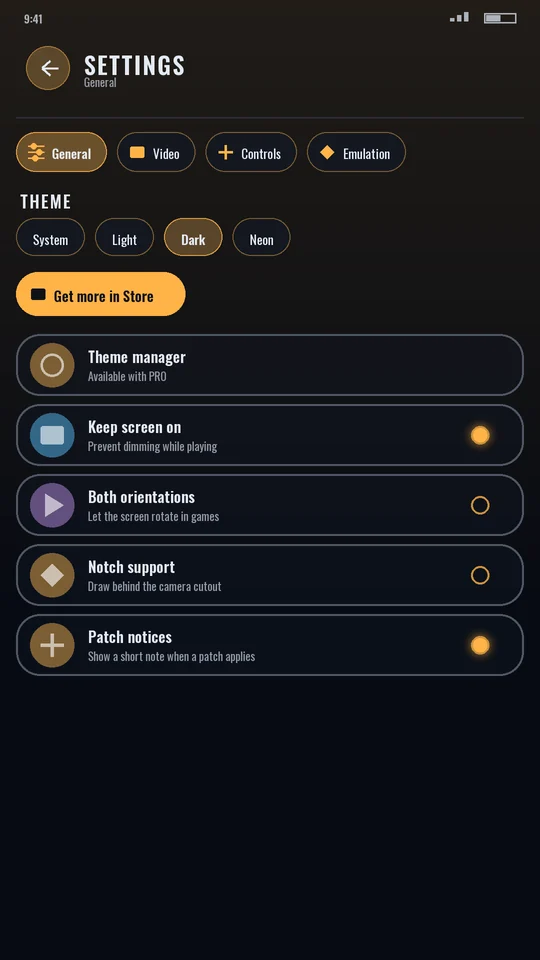 9:41
SETTINGS
General
General
Video
Controls
Emulation
THEME
System
Light
Dark
Neon
Get more in Store
Theme manager
Available with PRO
Keep screen on
Prevent dimming while playing
Both orientations
Let the screen rotate in games
Notch support
Draw behind the camera cutout
Patch notices
Show a short note when a patch applies